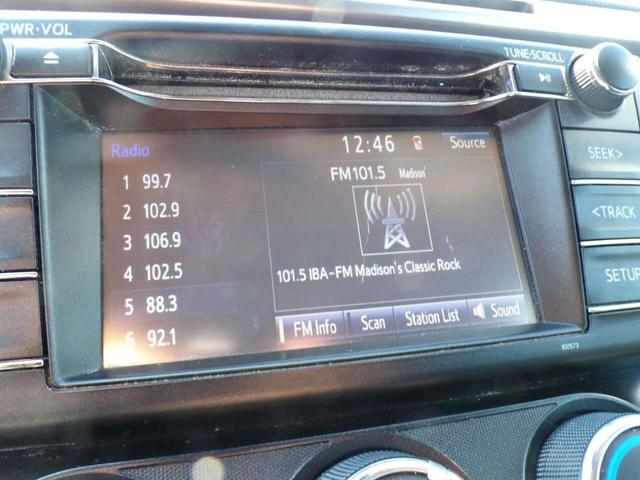 PWR•VOL
TUNE•SCROLL
Radio
12:46
Source
FM101.5 Madison'
1 99.7
2 102.9
3 106.9
4 102.5
5 88.3
6 92.1
101.5 IBA-FM Madison's Classic Rock
FM Info
Scan
Station List
Sound
SEEK>
<TRACK
SETUP
100573